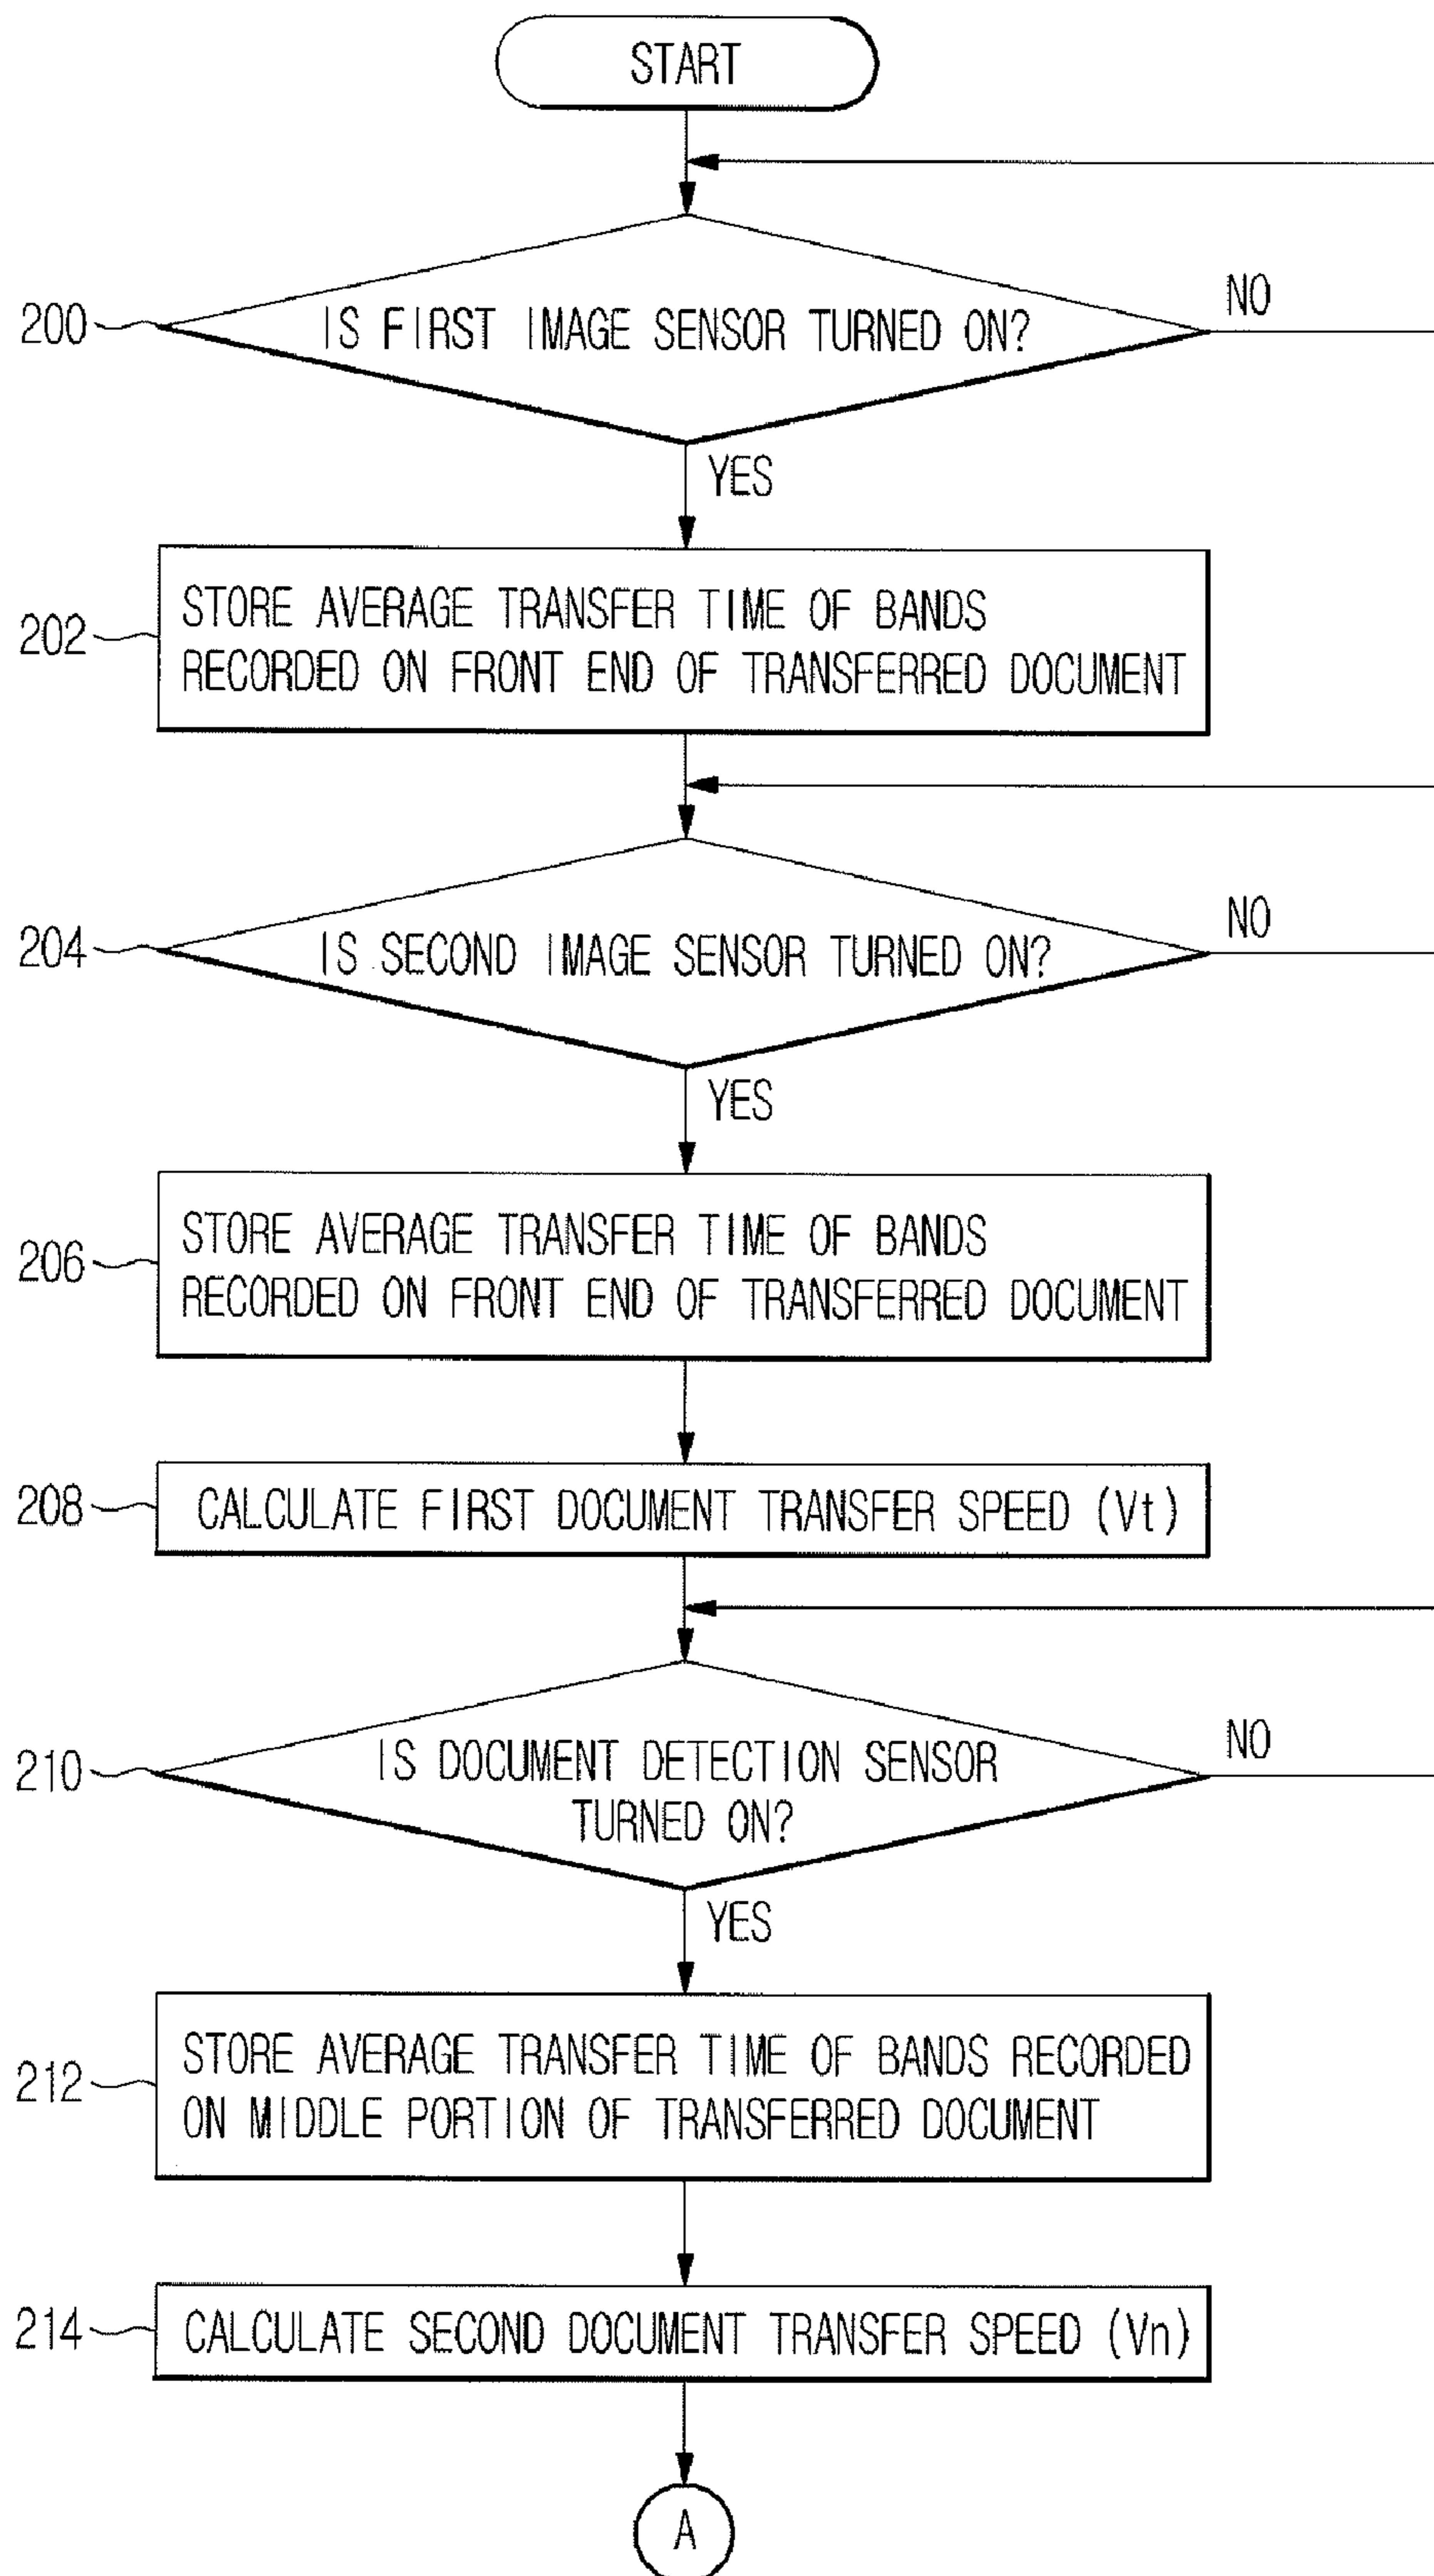 START
200
IS FIRST IMAGE SENSOR TURNED ON?
NO
YES
202
STORE AVERAGE TRANSFER TIME OF BANDS
RECORDED ON FRONT END OF TRANSFERRED DOCUMENT
204
IS SECOND IMAGE SENSOR TURNED ON?
NO
YES
206
STORE AVERAGE TRANSFER TIME OF BANDS
RECORDED ON FRONT END OF TRANSFERRED DOCUMENT
208
CALCULATE FIRST DOCUMENT TRANSFER SPEED (Vt)
210
IS DOCUMENT DETECTION SENSOR
TURNED ON?
NO
YES
212
STORE AVERAGE TRANSFER TIME OF BANDS RECORDED
ON MIDDLE PORTION OF TRANSFERRED DOCUMENT
214
CALCULATE SECOND DOCUMENT TRANSFER SPEED (Vn)
A